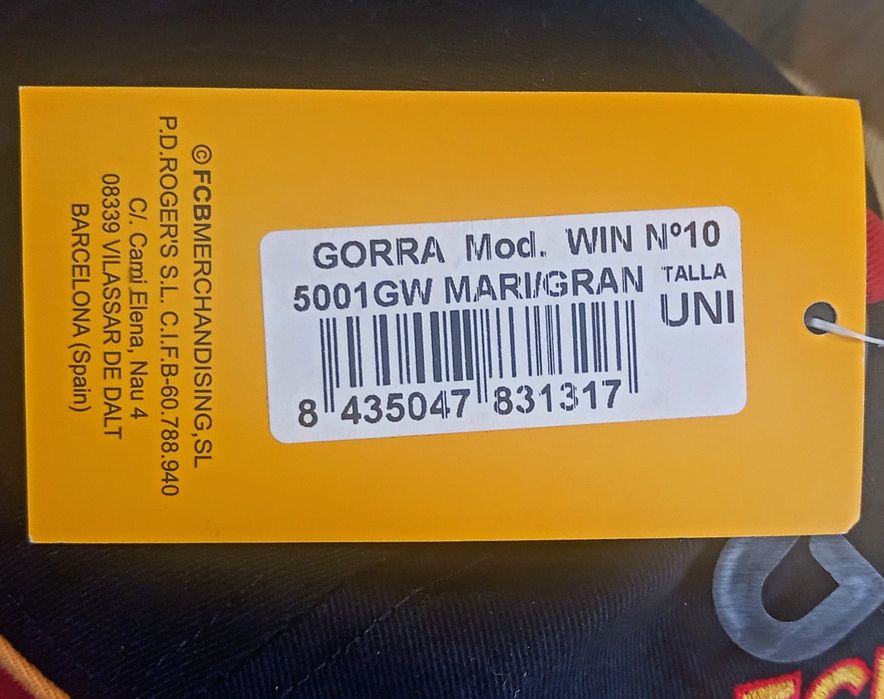 GORRA Mod. WIN Nº10
5001GW MARI/GRAN TALLA
UNI
8 435047 831317
© FCBMERCHANDISING,SL
P.D.ROGER'S S.L. C.I.F.B-60.788.940
C/. Cami Elena, Nau 4
08339 VILASSAR DE DALT
BARCELONA (Spain)